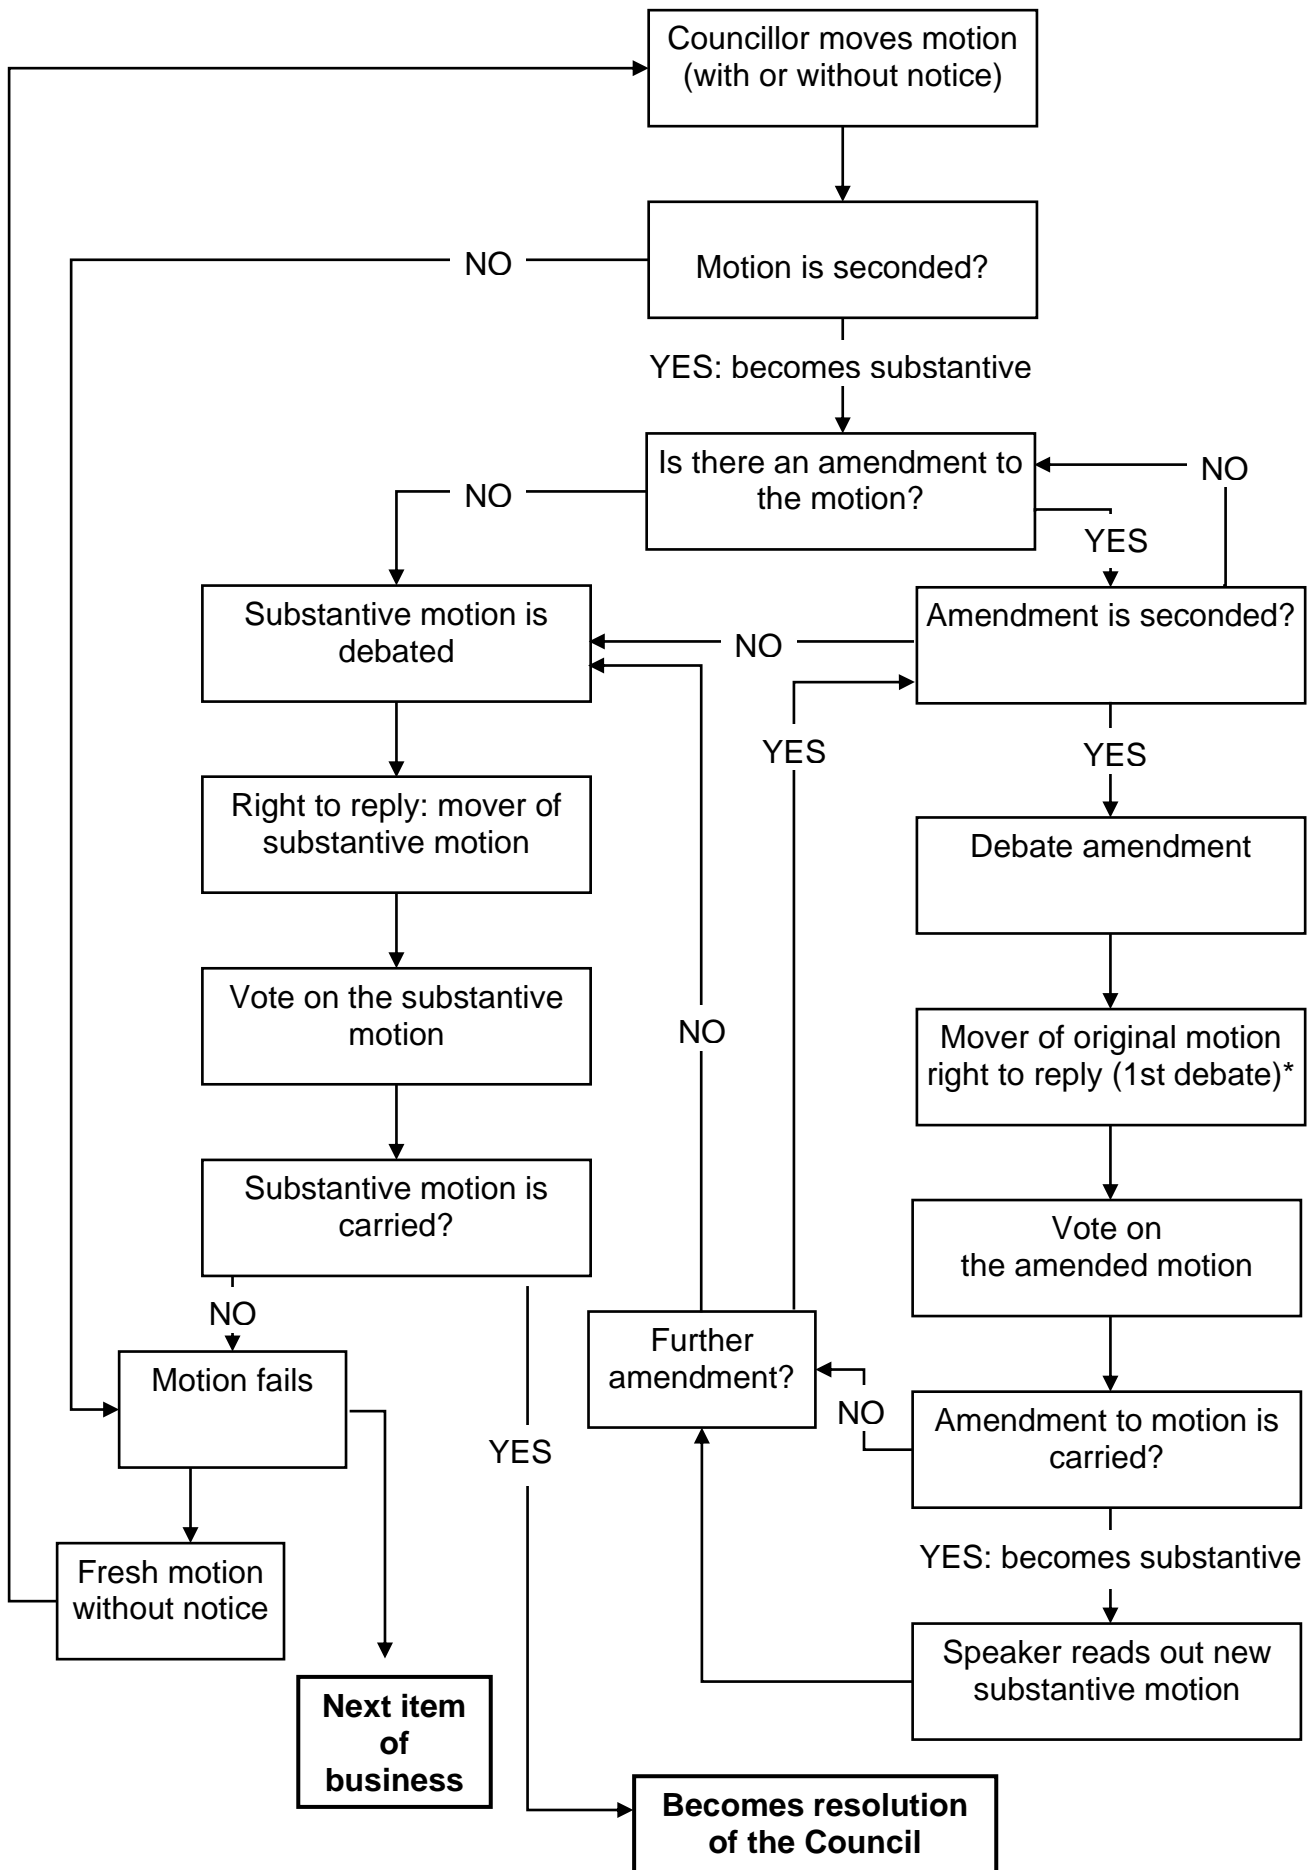 Councillor moves motion
(with or without notice)
NO
Motion is seconded?
YES: becomes substantive
Is there an amendment to
the motion?
NO
NO
YES
Substantive motion is
debated
NO
Amendment is seconded?
YES
YES
Right to reply: mover of
substantive motion
Debate amendment
Vote on the substantive
motion
NO
Mover of original motion
right to reply (1st debate)*
Substantive motion is
carried?
Vote on
the amended motion
NO
Further
amendment?
Motion fails
NO
Amendment to motion is
carried?
YES
YES: becomes substantive
Fresh motion
without notice
Speaker reads out new
substantive motion
Next item
of
business
Becomes resolution
of the Council